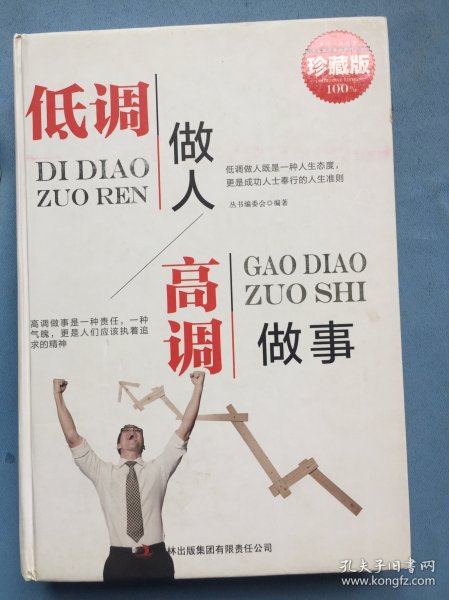 珍藏版
100%
低调
做人
DI DIAO
ZUO REN
低调做人既是一种人生态度，
更是成功人士奉行的人生准则
丛书编委会◎编著
高调
做事
GAO DIAO
ZUO SHI
高调做事是一种责任，一种
气魄，更是人们应该执着追
求的精神
林出版集团有限责任公司
孔夫子旧书网
www.kongfz.com